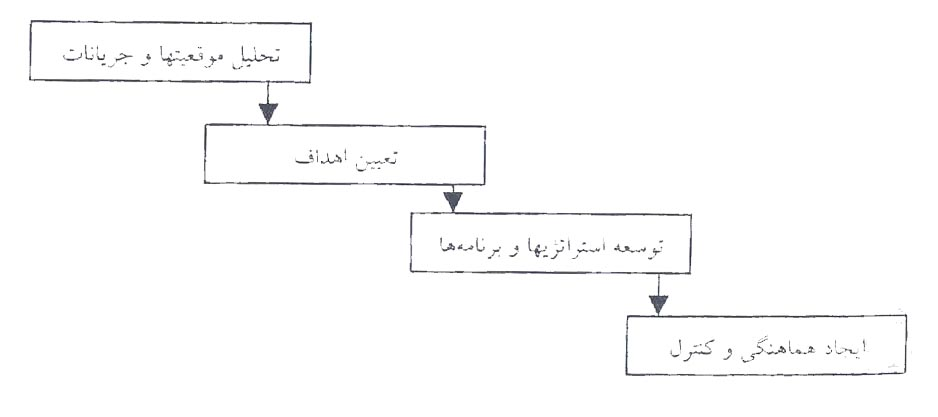 تحلیل موقعیتها و جریانات
تعیین اهداف
توسعه استراتژیها و برنامه‌ها
ایجاد هماهنگی و کنترل